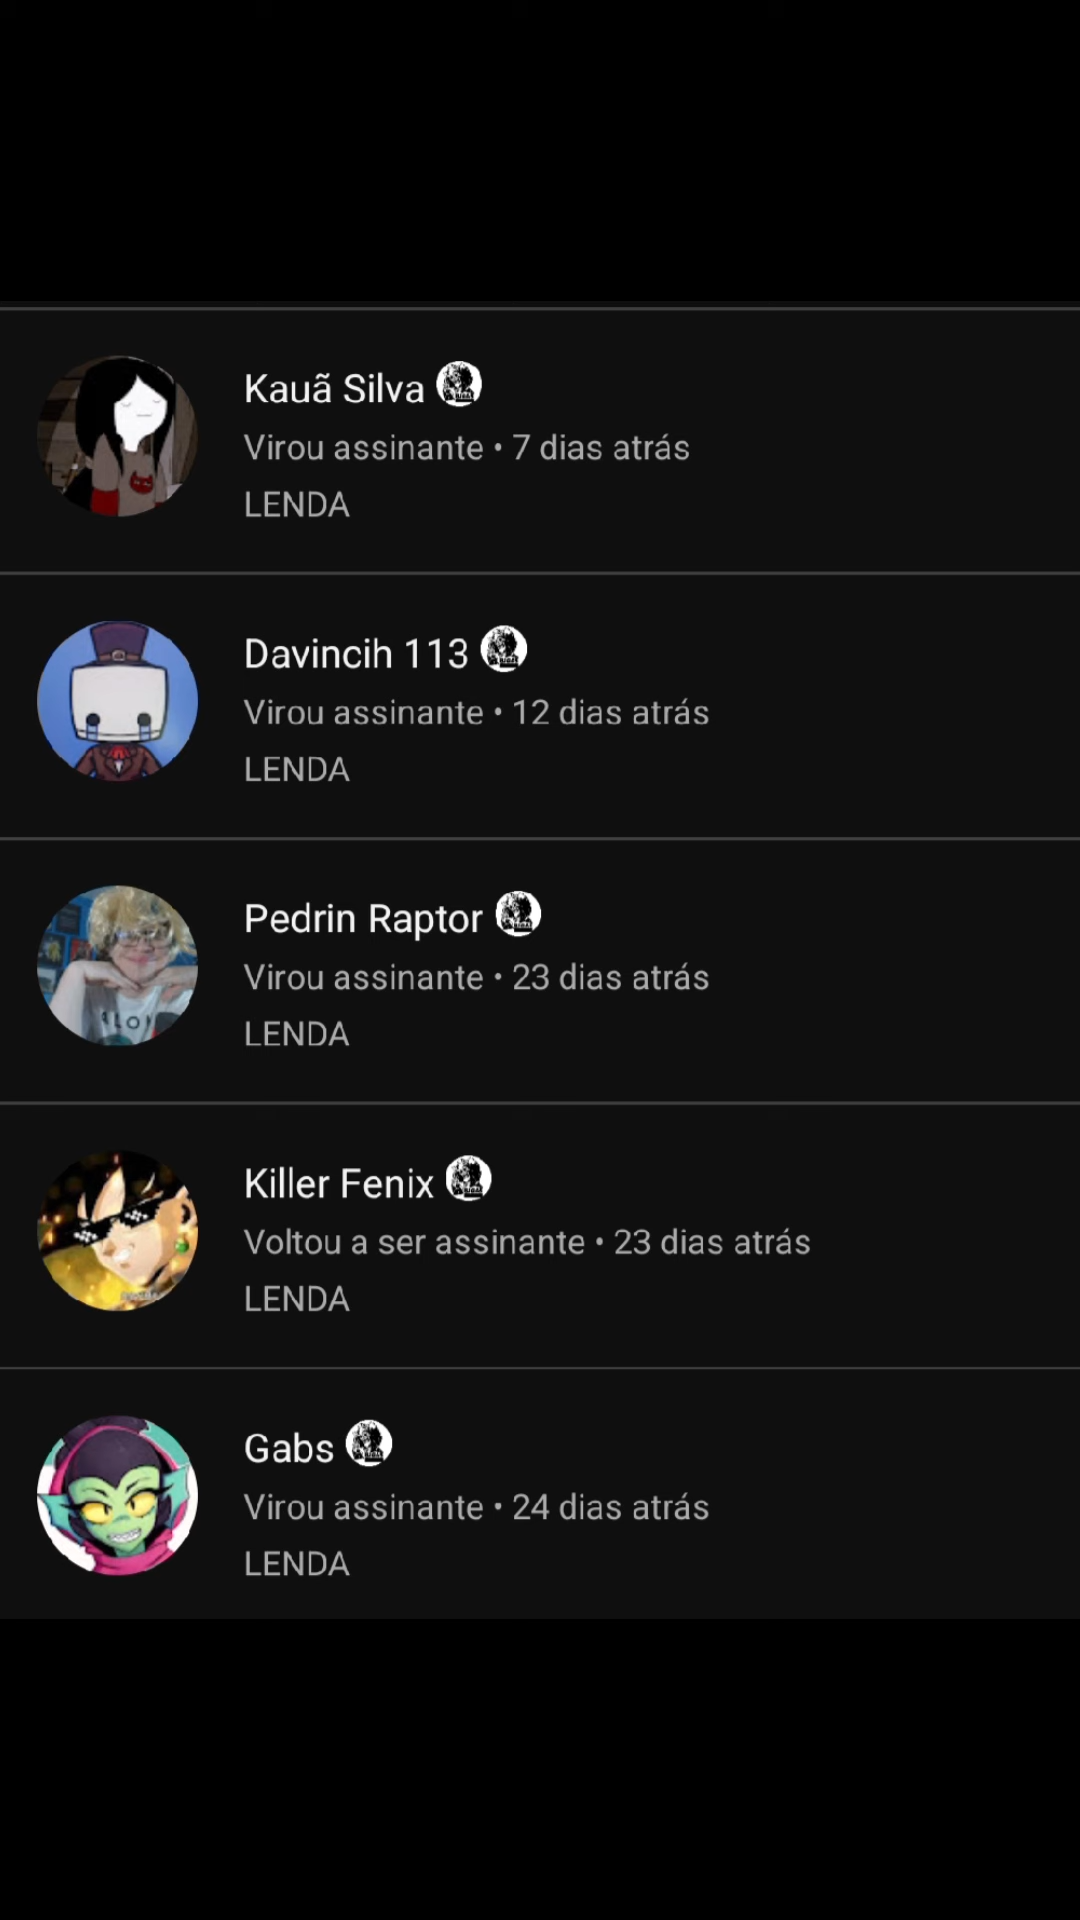 Kauã Silva
Virou assinante • 7 dias atrás
LENDA
Davincih 113
Virou assinante • 12 dias atrás
LENDA
Pedrin Raptor
Virou assinante • 23 dias atrás
LENDA
Killer Fenix
Voltou a ser assinante • 23 dias atrás
LENDA
Gabs
Virou assinante • 24 dias atrás
LENDA